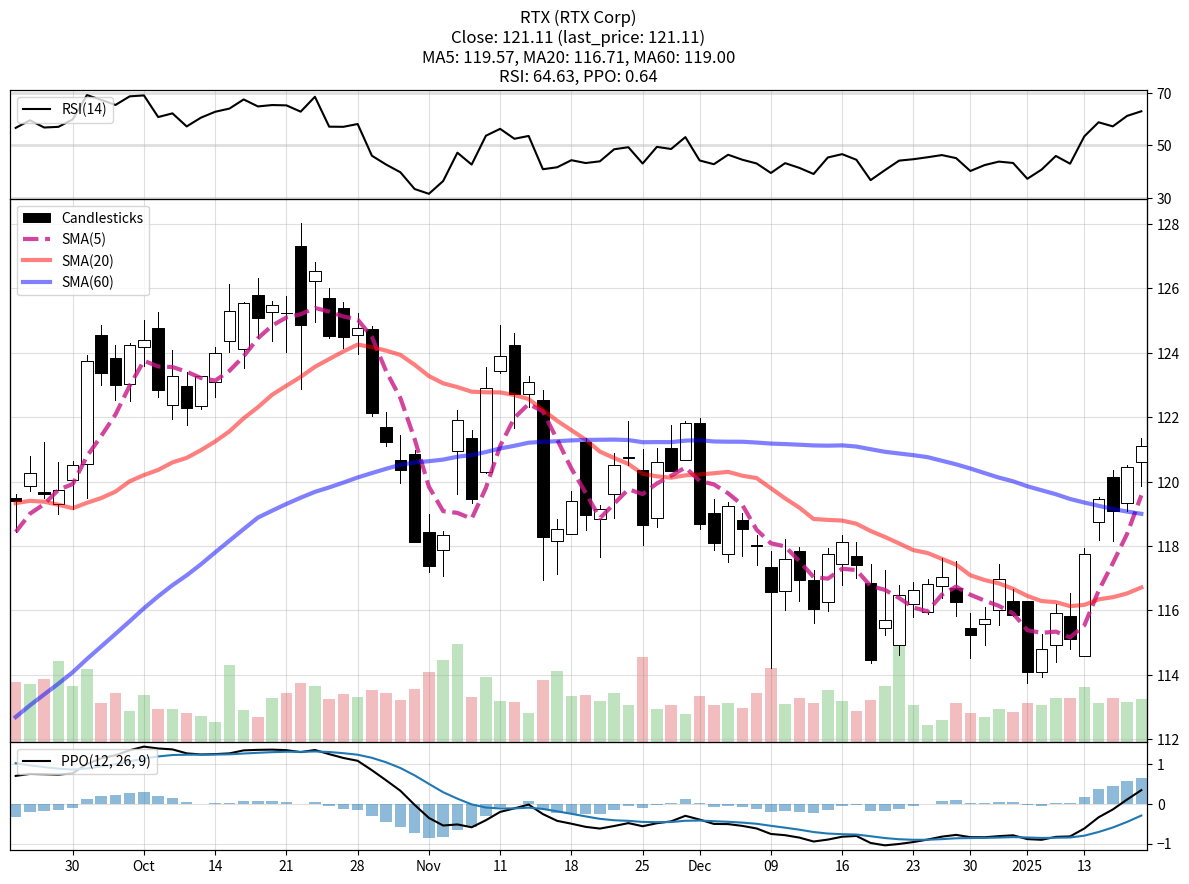 RTX (RTX Corp)
Close: 121.11 (last_price: 121.11)
MA5: 119.57, MA20: 116.71, MA60: 119.00
RSI: 64.63, PPO: 0.64
RSI(14)
70
50
30
Candlesticks
SMA(5)
SMA(20)
SMA(60)
128
126
124
122
120
118
116
114
112
PPO(12, 26, 9)
1
0
−1
30 Oct 14 21 28 Nov 11 18 25 Dec 09 16 23 30 2025 13